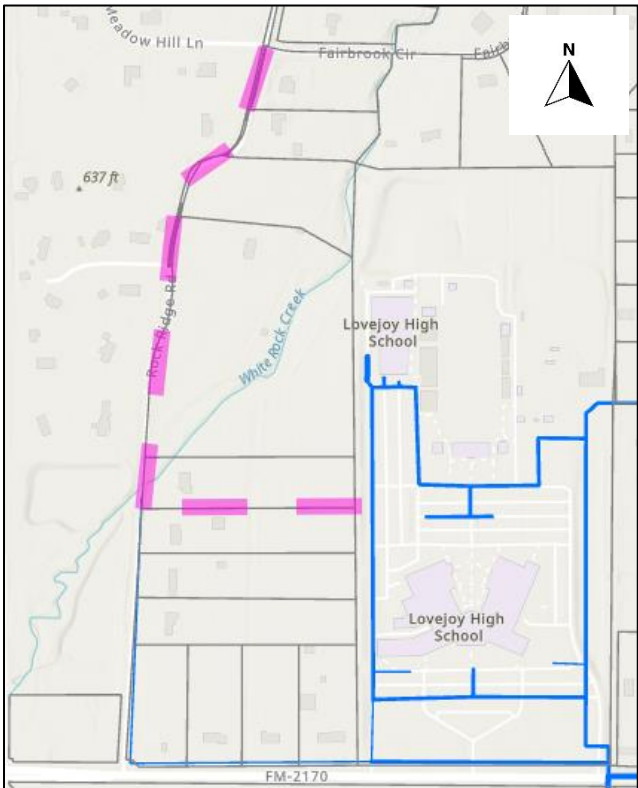 Meadow Hill Ln
Fairbrook Cir
Fairb
N
637 ft
Rock Ridge Rd
White Rock Creek
Lovejoy High
School
Lovejoy High
School
FM-2170